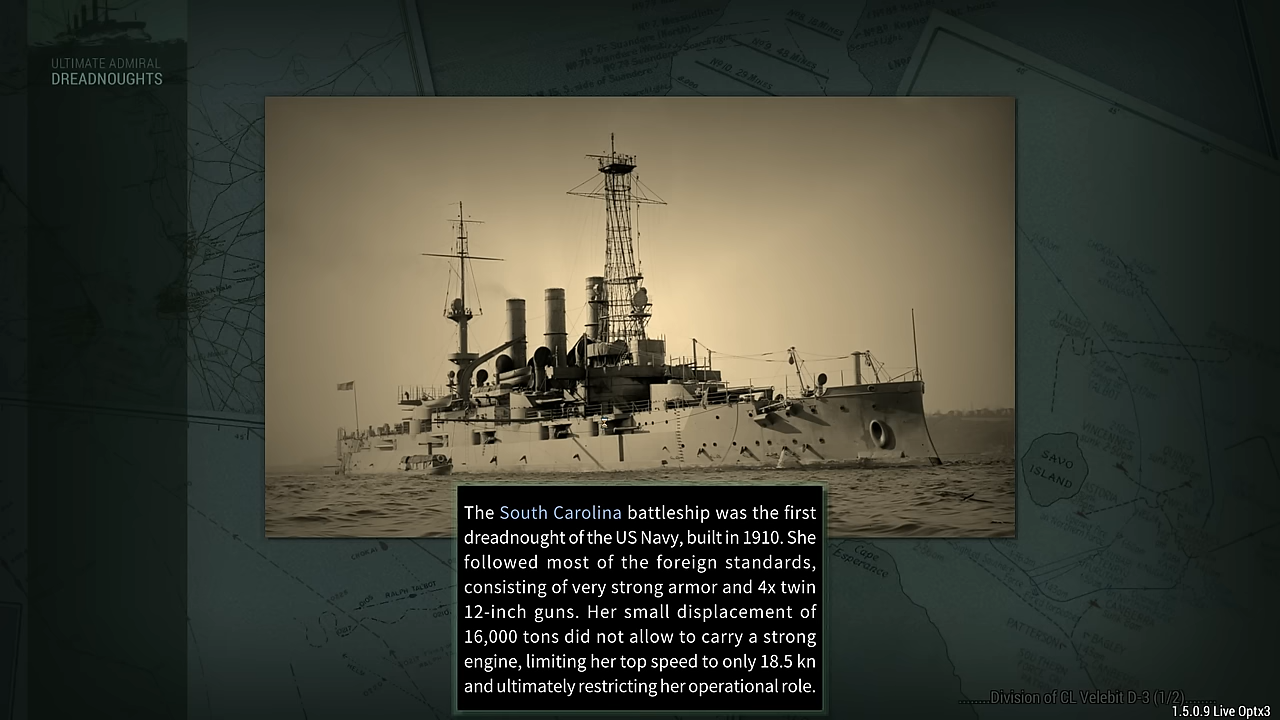 ULTIMATE ADMIRAL
DREADNOUGHTS
SAVO
ISLAND
Cape
Esperance
The South Carolina battleship was the first
dreadnought of the US Navy, built in 1910. She
followed most of the foreign standards,
consisting of very strong armor and 4x twin
12-inch guns. Her small displacement of
16,000 tons did not allow to carry a strong
engine, limiting her top speed to only 18.5 kn
and ultimately restricting her operational role.
........Division of CL Velebit D-3 (1/2)........
1.5.0.9 Live Optx3